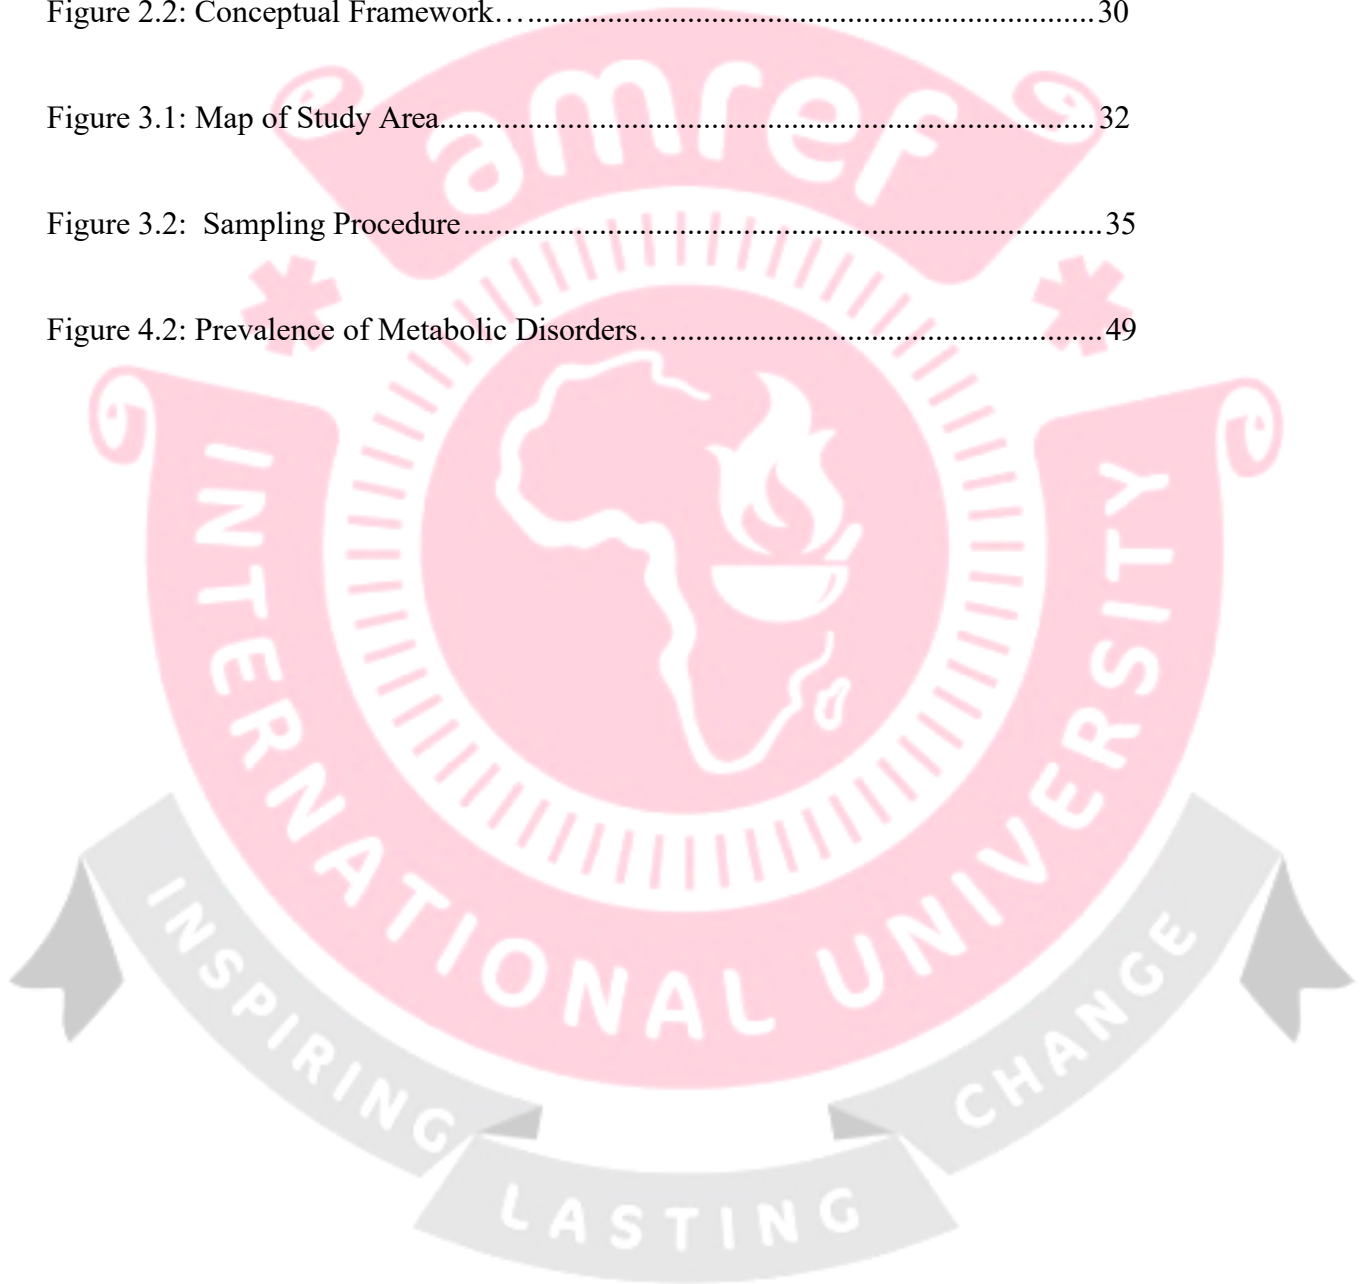 Figure 2.2: Conceptual Framework…........................................................................30
Figure 3.1: Map of Study Area...................................................................................32
Figure 3.2:  Sampling Procedure.................................................................................35
Figure 4.2: Prevalence of Metabolic Disorders….......................................................49
amref
INTERNATIONAL UNIVERSITY
INSPIRING LASTING CHANGE